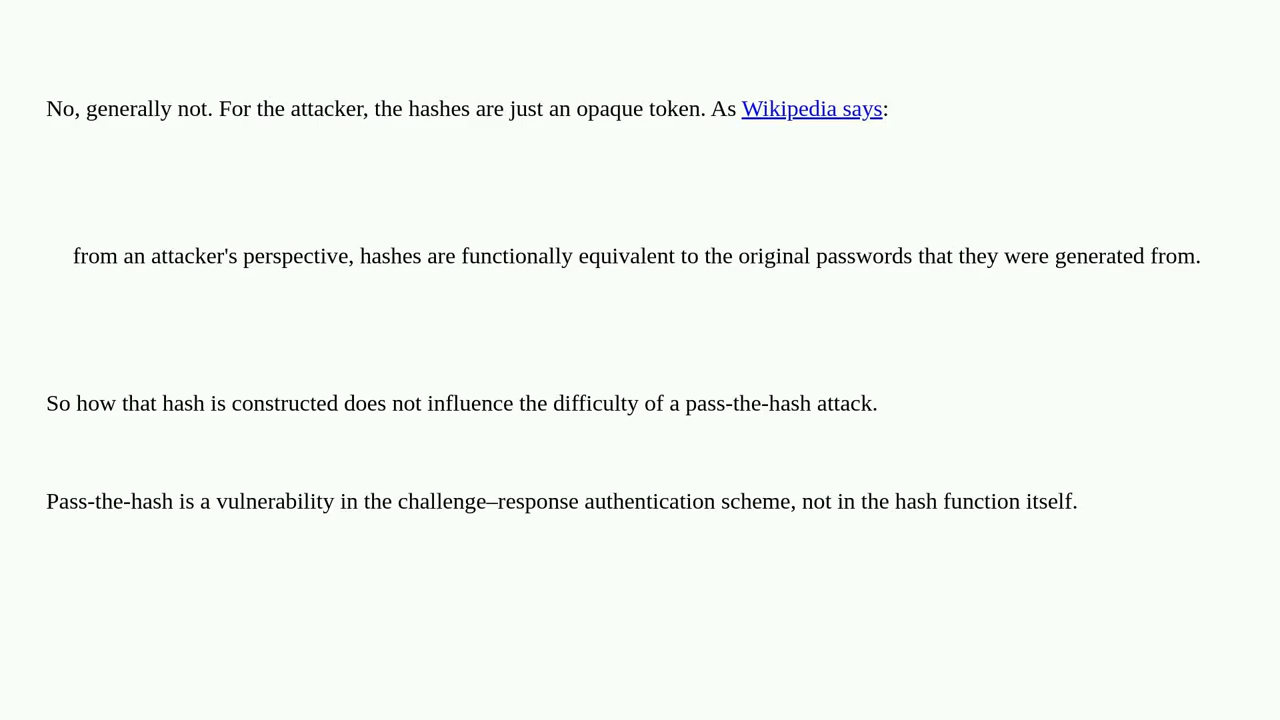 No, generally not. For the attacker, the hashes are just an opaque token. As Wikipedia says:
from an attacker's perspective, hashes are functionally equivalent to the original passwords that they were generated from.
So how that hash is constructed does not influence the difficulty of a pass-the-hash attack.
Pass-the-hash is a vulnerability in the challenge–response authentication scheme, not in the hash function itself.